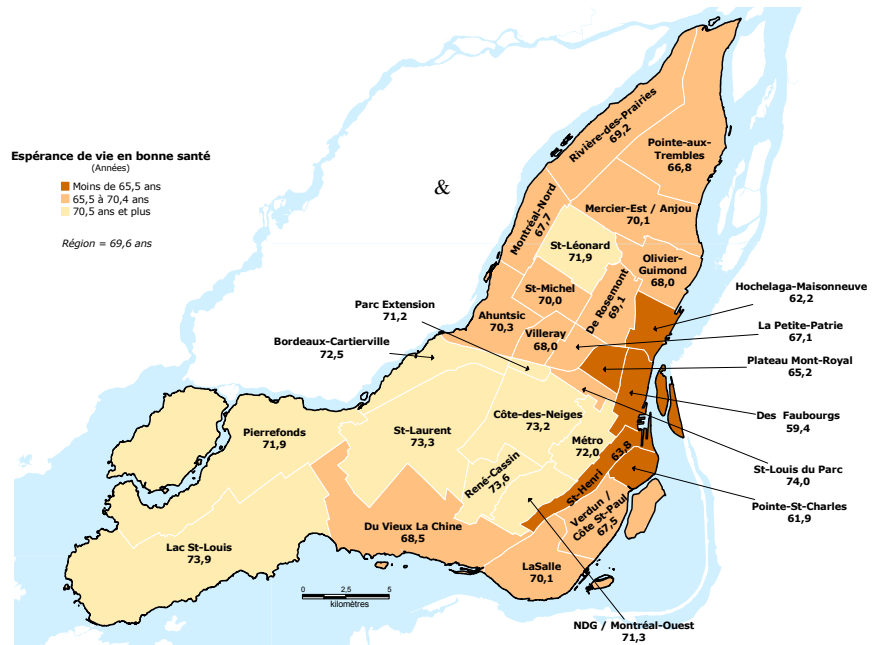 Espérance de vie en bonne santé
(Années)
Moins de 65,5 ans
65,5 à 70,4 ans
70,5 ans et plus
Région = 69,6 ans
&
Rivière-des-Prairies
69,2
Pointe-aux-
Trembles
66,8
Montréal-Nord
67,7
Mercier-Est / Anjou
70,1
St-Léonard
71,9
Olivier-
Guimond
68,0
St-Michel
70,0
De Rosemont
69,1
Hochelaga-Maisonneuve
62,2
Parc Extension
71,2
Ahuntsic
70,3
Villeray
68,0
La Petite-Patrie
67,1
Bordeaux-Cartierville
72,5
Plateau Mont-Royal
65,2
Des Faubourgs
59,4
Pierrefonds
71,9
St-Laurent
73,3
Côte-des-Neiges
73,2
Métro
72,0
St-Louis du Parc
74,0
René-Cassin
73,6
St-Henri 63,8
Verdun /
Côte St-Paul
67,5
Pointe-St-Charles
61,9
Du Vieux La Chine
68,5
Lac St-Louis
73,9
LaSalle
70,1
NDG / Montréal-Ouest
71,3
0 2,5 5
kilomètres